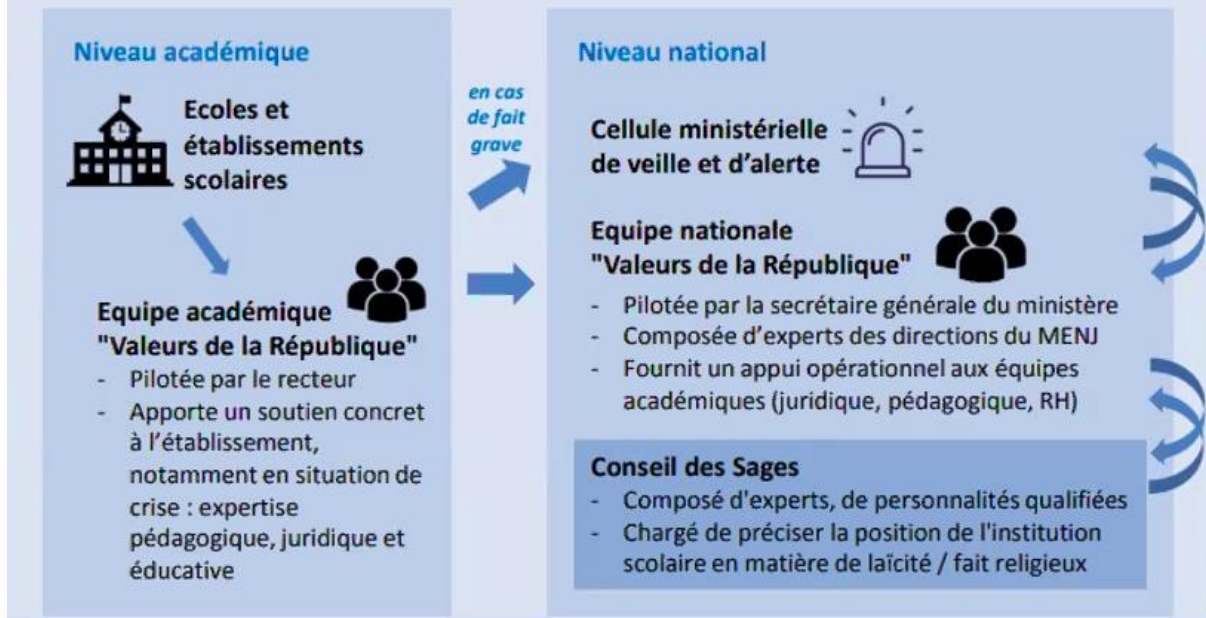 Niveau académique
Ecoles et
établissements
scolaires
Equipe académique
"Valeurs de la République"
- Pilotée par le recteur
- Apporte un soutien concret
à l'établissement,
notamment en situation de
crise : expertise
pédagogique, juridique et
éducative
en cas
de fait
grave
Niveau national
Cellule ministérielle
de veille et d'alerte
Equipe nationale
"Valeurs de la République"
- Pilotée par la secrétaire générale du ministère
- Composée d'experts des directions du MENJ
- Fournit un appui opérationnel aux équipes
académiques (juridique, pédagogique, RH)
Conseil des Sages
- Composé d'experts, de personnalités qualifiées
- Chargé de préciser la position de l'institution
scolaire en matière de laïcité / fait religieux